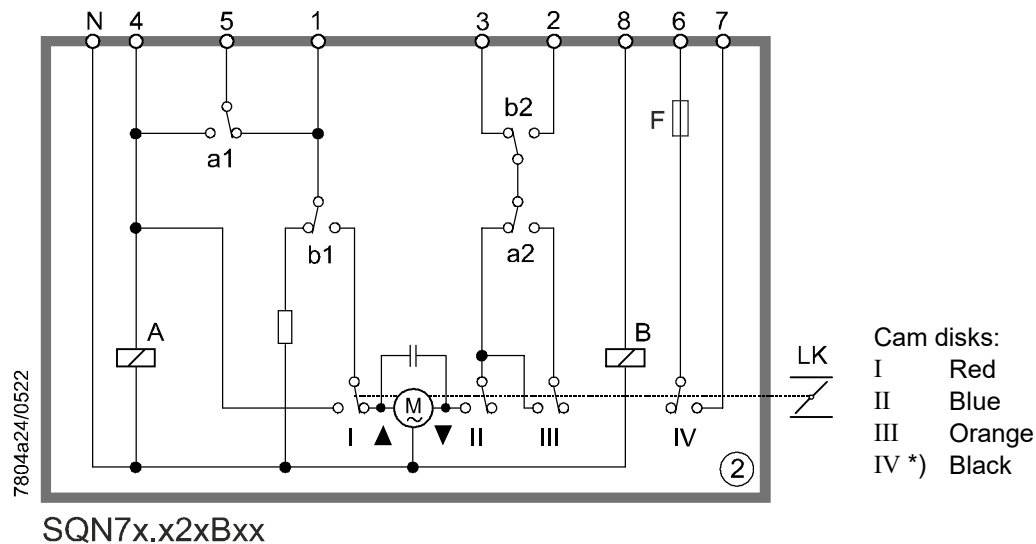 N 4 5 1 3 2 8 6 7
b2
F
a1
b1
a2
A
B
LK
M
~
I
II
III
IV
2
7804a24/0522
Cam disks:
I Red
II Blue
III Orange
IV *) Black
SQN7x.x2xBxx